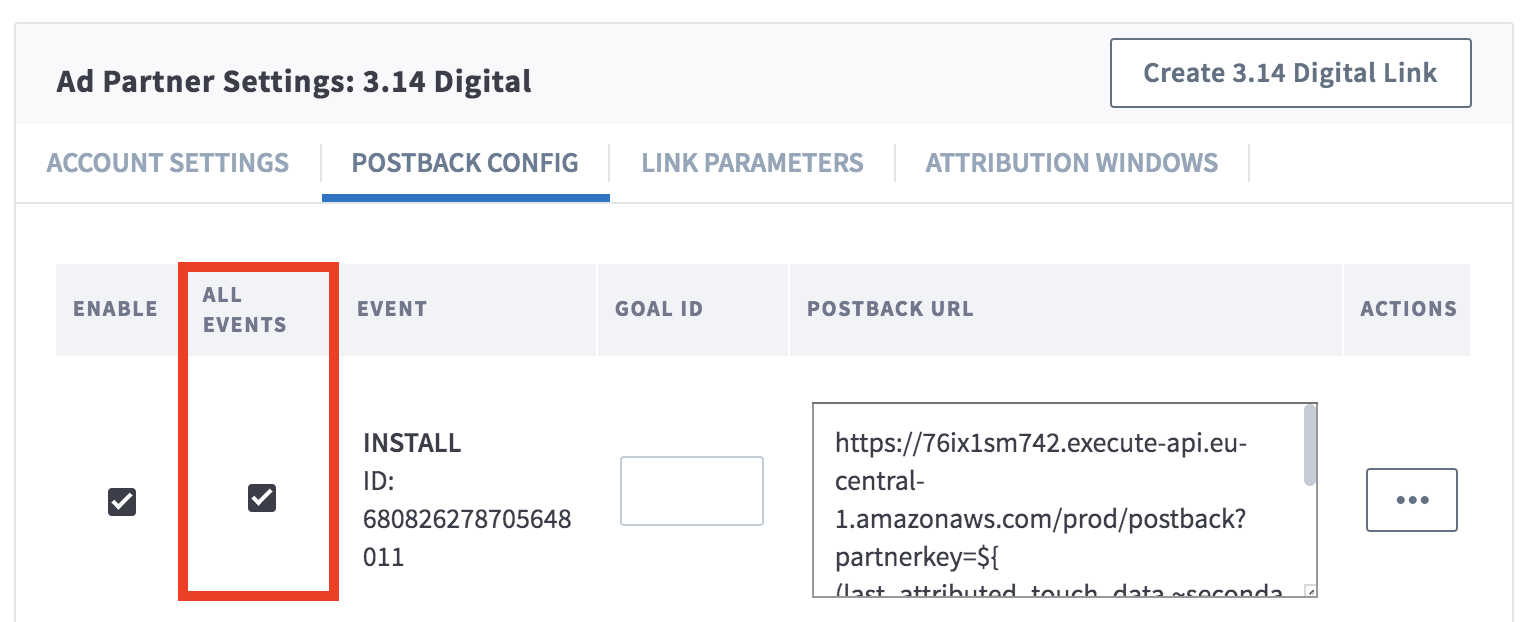 Ad Partner Settings: 3.14 Digital
Create 3.14 Digital Link
ACCOUNT SETTINGS
POSTBACK CONFIG
LINK PARAMETERS
ATTRIBUTION WINDOWS
ENABLE
ALL
EVENTS
EVENT
GOAL ID
POSTBACK URL
ACTIONS
INSTALL
ID:
680826278705648
011
https://76ix1sm742.execute-api.eu-
central-
1.amazonaws.com/prod/postback?
partnerkey=${
(last_attributed_touch_data.~seconda